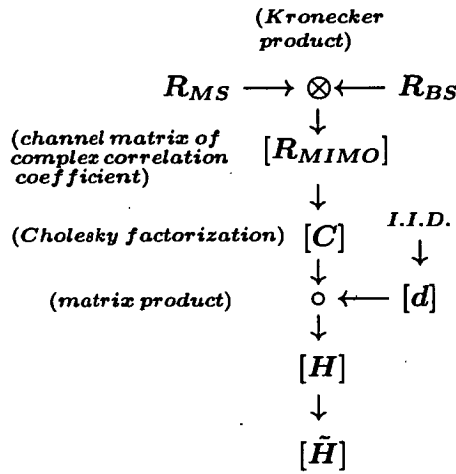 (Kronecker
product)
R_MS → ⊗ ← R_BS
(channel matrix of
complex correlation
coefficient)
[R_MIMO]
(Cholesky factorization) [C]
I.I.D.
(matrix product) ∘ ← [d]
[H]
[H̃]